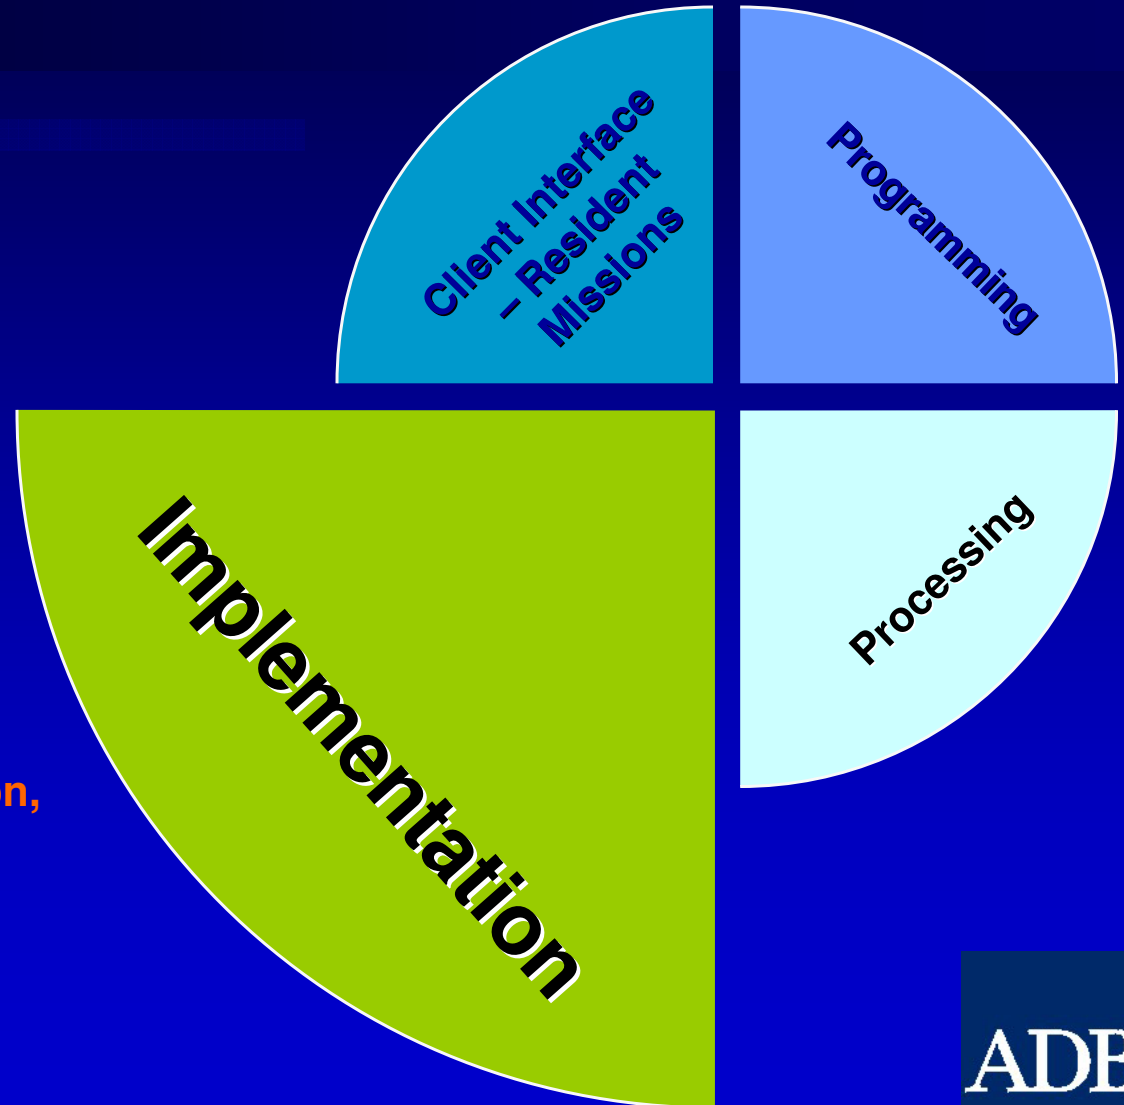 Client Interface
– Resident
Missions
Programming
Implementation
Processing
n,
ADB